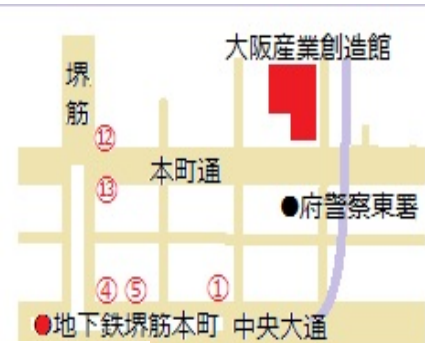 大阪産業創造館
堺筋
⑫
本町通
⑬
●府警察東署
④ ⑤ ①
●地下鉄堺筋本町 中央大通